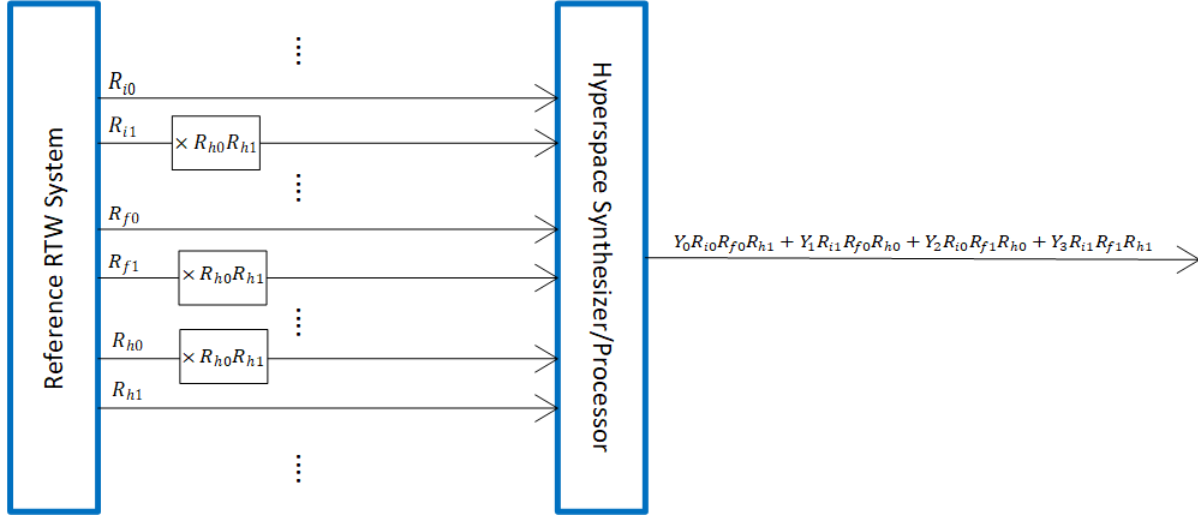 Reference RTW System
R_{i0}
R_{i1}
× R_{h0}R_{h1}
R_{f0}
R_{f1}
× R_{h0}R_{h1}
R_{h0}
× R_{h0}R_{h1}
R_{h1}
Hyperspace Synthesizer/Processor
Y_0R_{i0}R_{f0}R_{h1} + Y_1R_{i1}R_{f0}R_{h0} + Y_2R_{i0}R_{f1}R_{h0} + Y_3R_{i1}R_{f1}R_{h1}